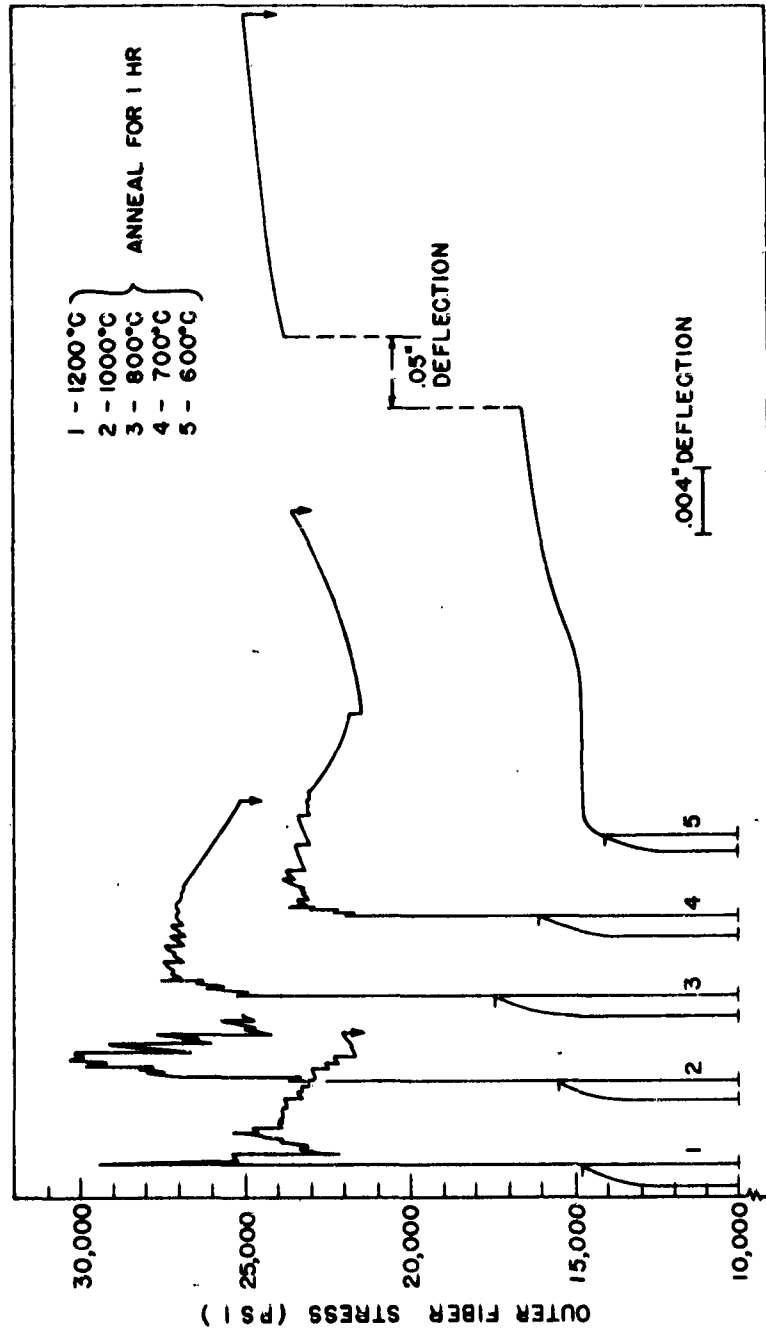 1 - 1200°C
2 - 1000°C
3 - 800°C
4 - 700°C
5 - 600°C
ANNEAL FOR 1 HR
.05"
DEFLECTION
.004" DEFLECTION
1
2
3
4
5
30,000
25,000
20,000
15,000
10,000
OUTER FIBER STRESS (PSI)